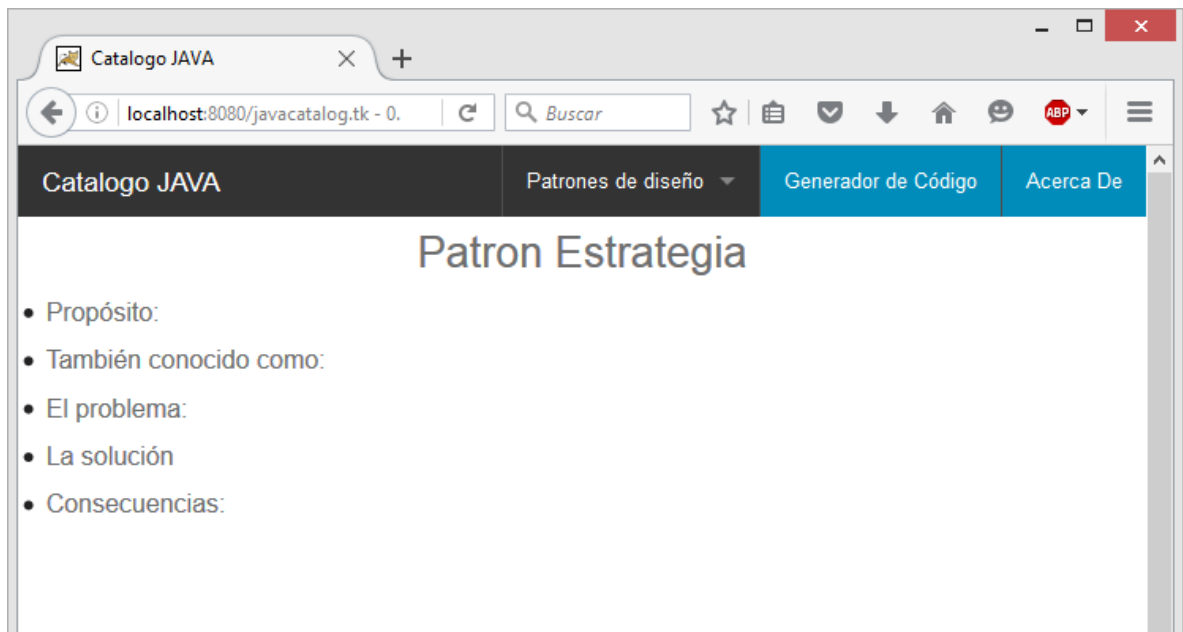 Catalogo JAVA
localhost:8080/javacatalog.tk - 0.
Buscar
ABP
Catalogo JAVA
Patrones de diseño
Generador de Código
Acerca De
Patron Estrategia
Propósito:
También conocido como:
El problema:
La solución
Consecuencias: